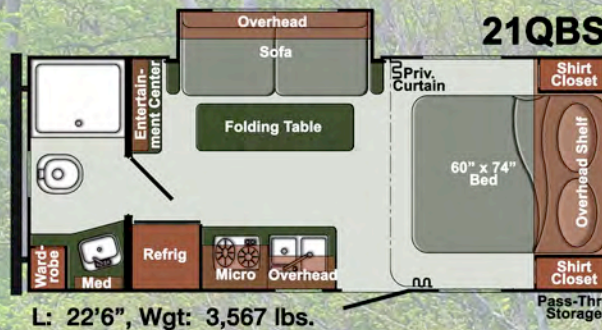 21QBS
Overhead
Sofa
Entertain-
ment Center
Priv.
Curtain
Shirt
Closet
Folding Table
60" x 74"
Bed
Overhead Shelf
Ward-
robe
Med
Refrig
Micro
Overhead
Shirt
Closet
L: 22'6", Wgt: 3,567 lbs.
Pass-Thr
Storage